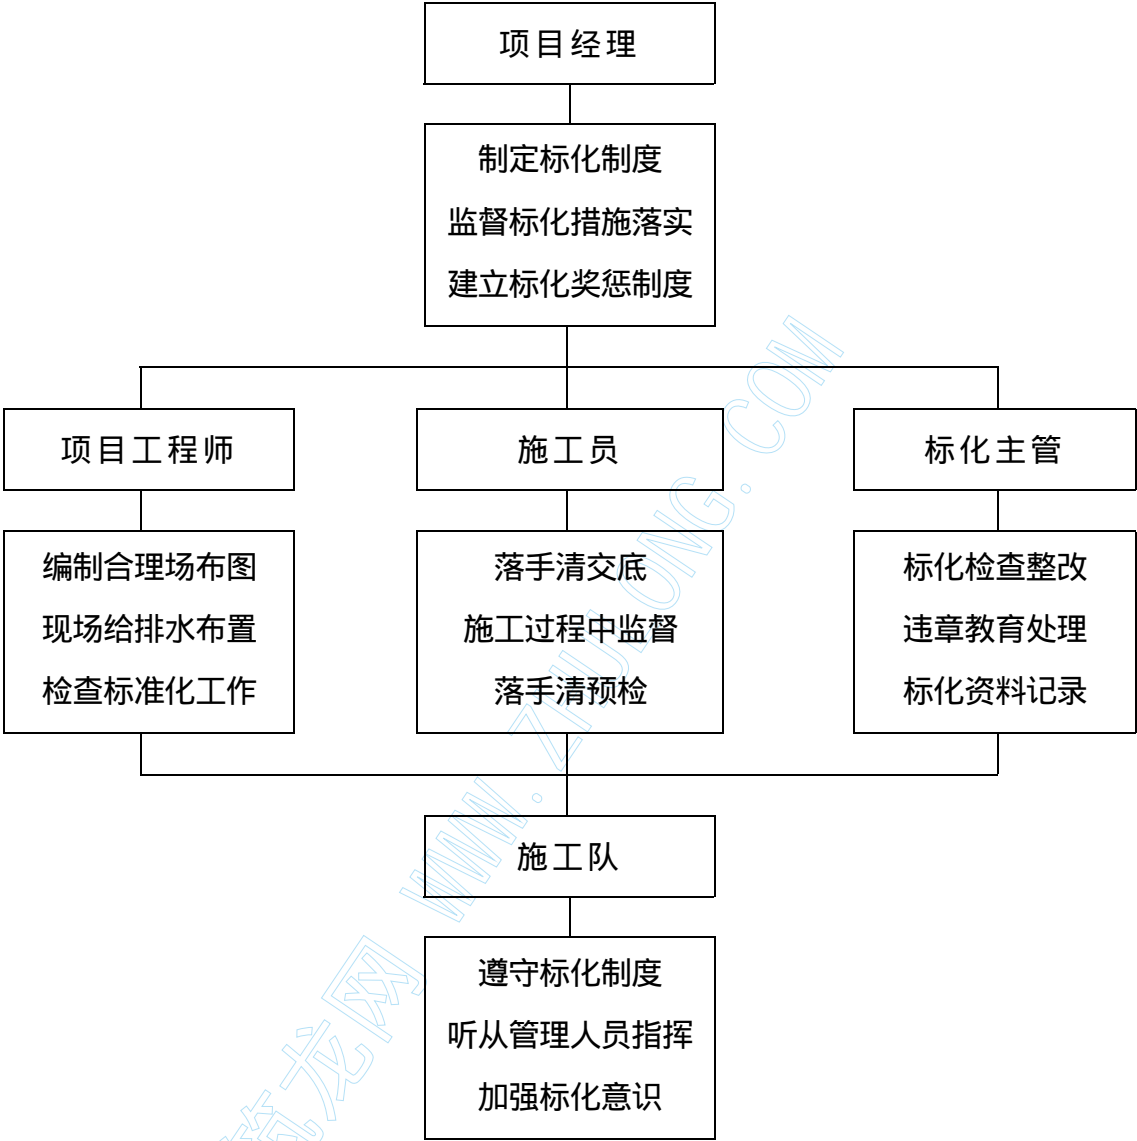 项目经理
制定标化制度
监督标化措施落实
建立标化奖惩制度
项目工程师
施工员
标化主管
编制合理场布图
现场给排水布置
检查标准化工作
落手清交底
施工过程中监督
落手清预检
标化检查整改
违章教育处理
标化资料记录
施工队
遵守标化制度
听从管理人员指挥
加强标化意识
筑龙网 WWW.ZHULONG.COM